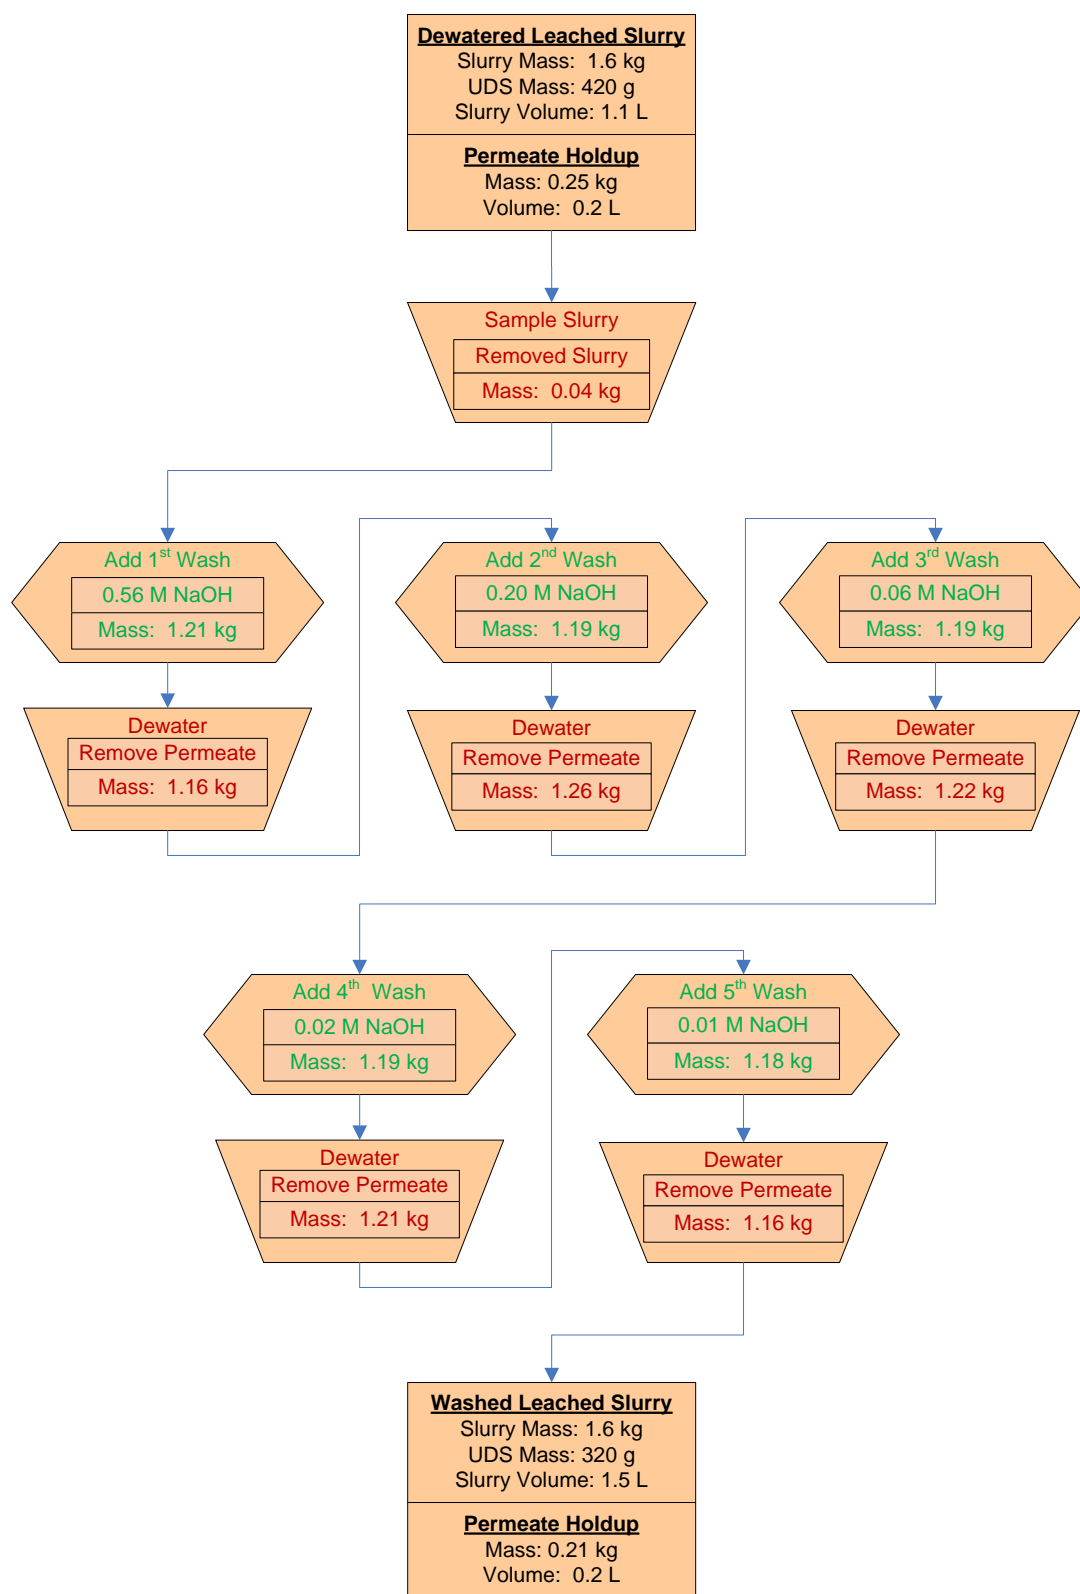 Dewatered Leached Slurry
Slurry Mass: 1.6 kg
UDS Mass: 420 g
Slurry Volume: 1.1 L
Permeate Holdup
Mass: 0.25 kg
Volume: 0.2 L
Sample Slurry
Removed Slurry
Mass: 0.04 kg
Add 1st Wash
0.56 M NaOH
Mass: 1.21 kg
Add 2nd Wash
0.20 M NaOH
Mass: 1.19 kg
Add 3rd Wash
0.06 M NaOH
Mass: 1.19 kg
Dewater
Remove Permeate
Mass: 1.16 kg
Dewater
Remove Permeate
Mass: 1.26 kg
Dewater
Remove Permeate
Mass: 1.22 kg
Add 4th Wash
0.02 M NaOH
Mass: 1.19 kg
Add 5th Wash
0.01 M NaOH
Mass: 1.18 kg
Dewater
Remove Permeate
Mass: 1.21 kg
Dewater
Remove Permeate
Mass: 1.16 kg
Washed Leached Slurry
Slurry Mass: 1.6 kg
UDS Mass: 320 g
Slurry Volume: 1.5 L
Permeate Holdup
Mass: 0.21 kg
Volume: 0.2 L